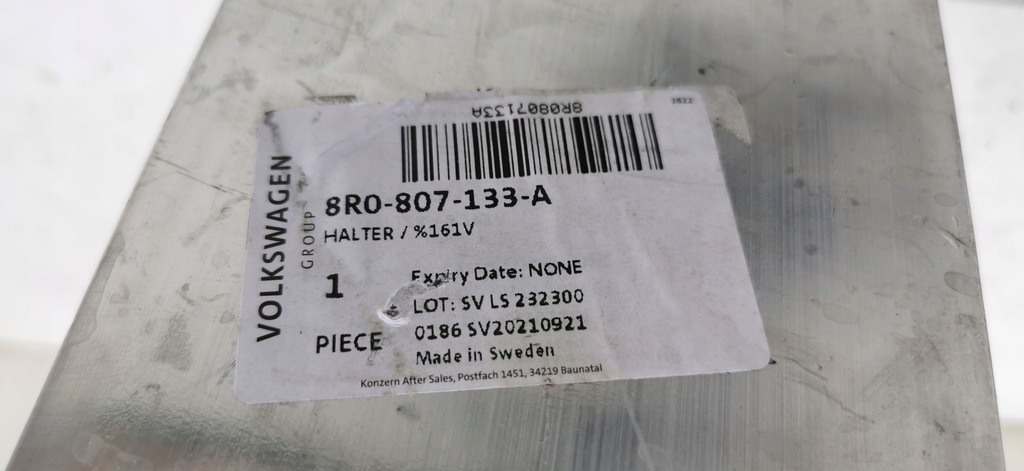 3822
8R0807133A
VOLKSWAGEN
GROUP
8R0-807-133-A
HALTER / %161V
1
PIECE
Expiry Date: NONE
LOT: SV LS 232300
0186 SV20210921
Made in Sweden
Konzern After Sales, Postfach 1451, 34219 Baunatal